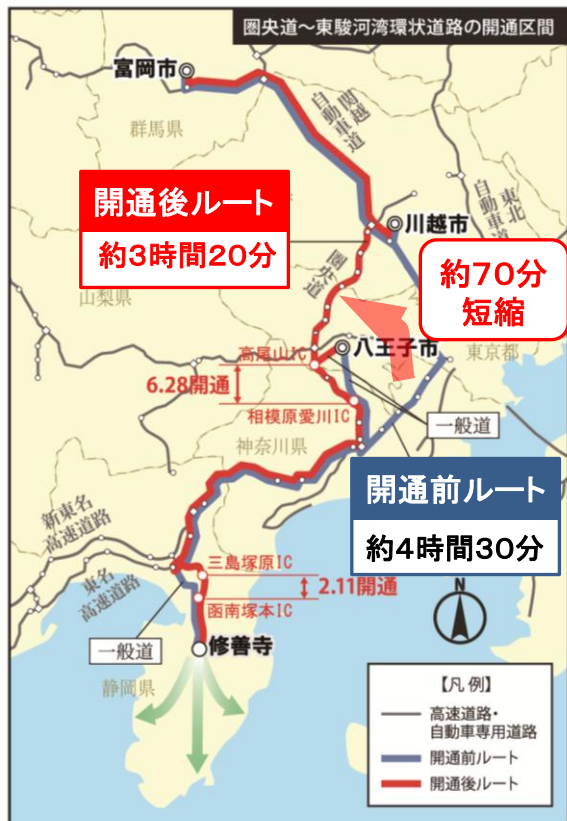 圏央道～東駿河湾環状道路の開通区間
富岡市
群馬県
関越
自動車道
開通後ルート
約3時間20分
川越市
東北
自動車道
圏央道
約70分
短縮
山梨県
高尾山IC
八王子市
東京都
6.28開通
相模原愛川IC
一般道
神奈川県
開通前ルート
約4時間30分
新東名
高速道路
東名
高速道路
三島塚原IC
2.11開通
函南塚本IC
N
一般道
修善寺
静岡県
【凡例】
高速道路・
自動車専用道路
開通前ルート
開通後ルート